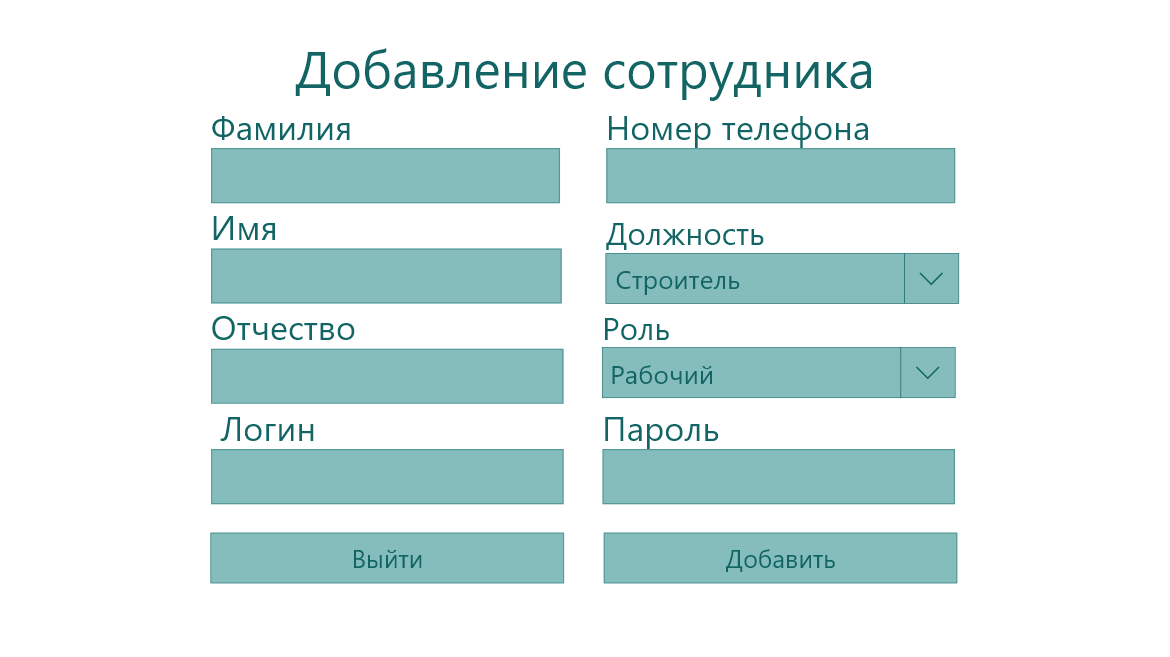 Добавление сотрудника
Фамилия
Номер телефона
Имя
Должность
Строитель
Отчество
Роль
Рабочий
Логин
Пароль
Выйти
Добавить